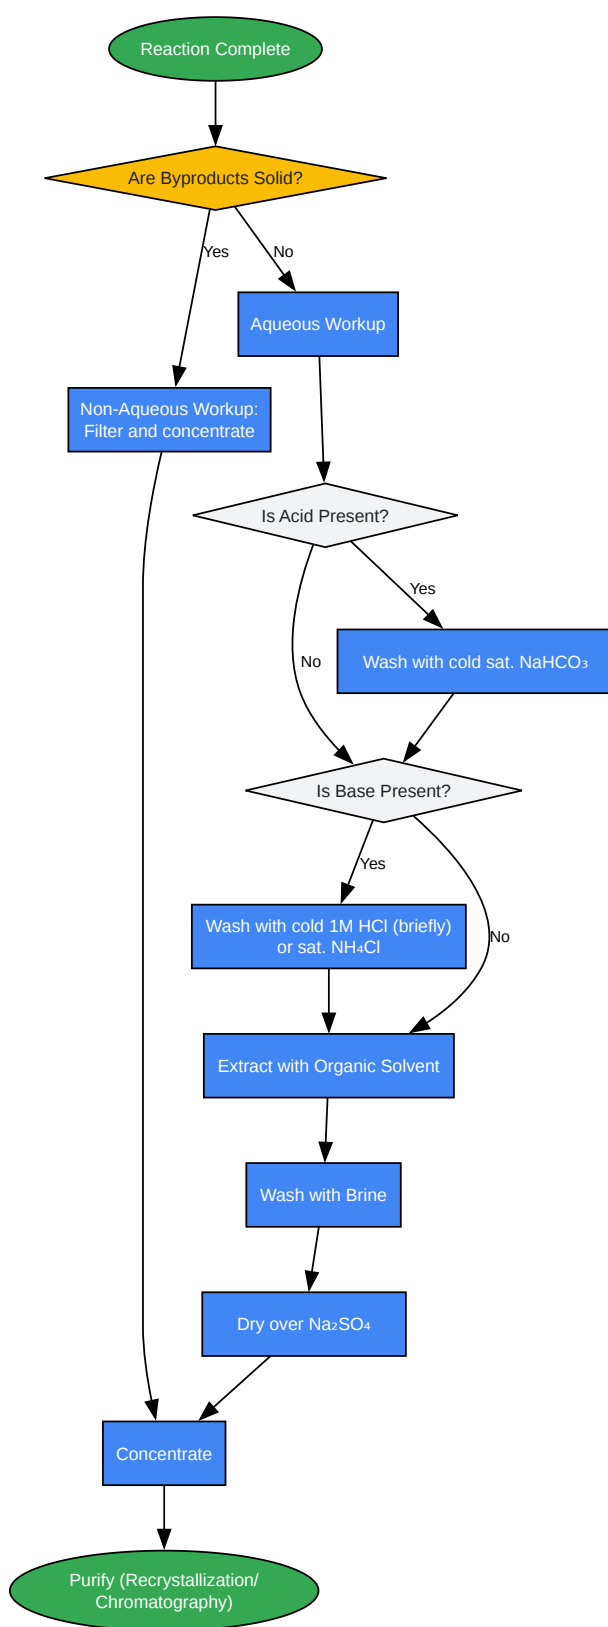 Reaction Complete
Are Byproducts Solid?
Yes
No
Aqueous Workup
Non-Aqueous Workup:
Filter and concentrate
Is Acid Present?
Yes
No
Wash with cold sat. NaHCO₃
Is Base Present?
Yes
No
Wash with cold 1M HCl (briefly)
or sat. NH₄Cl
Extract with Organic Solvent
Wash with Brine
Dry over Na₂SO₄
Concentrate
Purify (Recrystallization/
Chromatography)